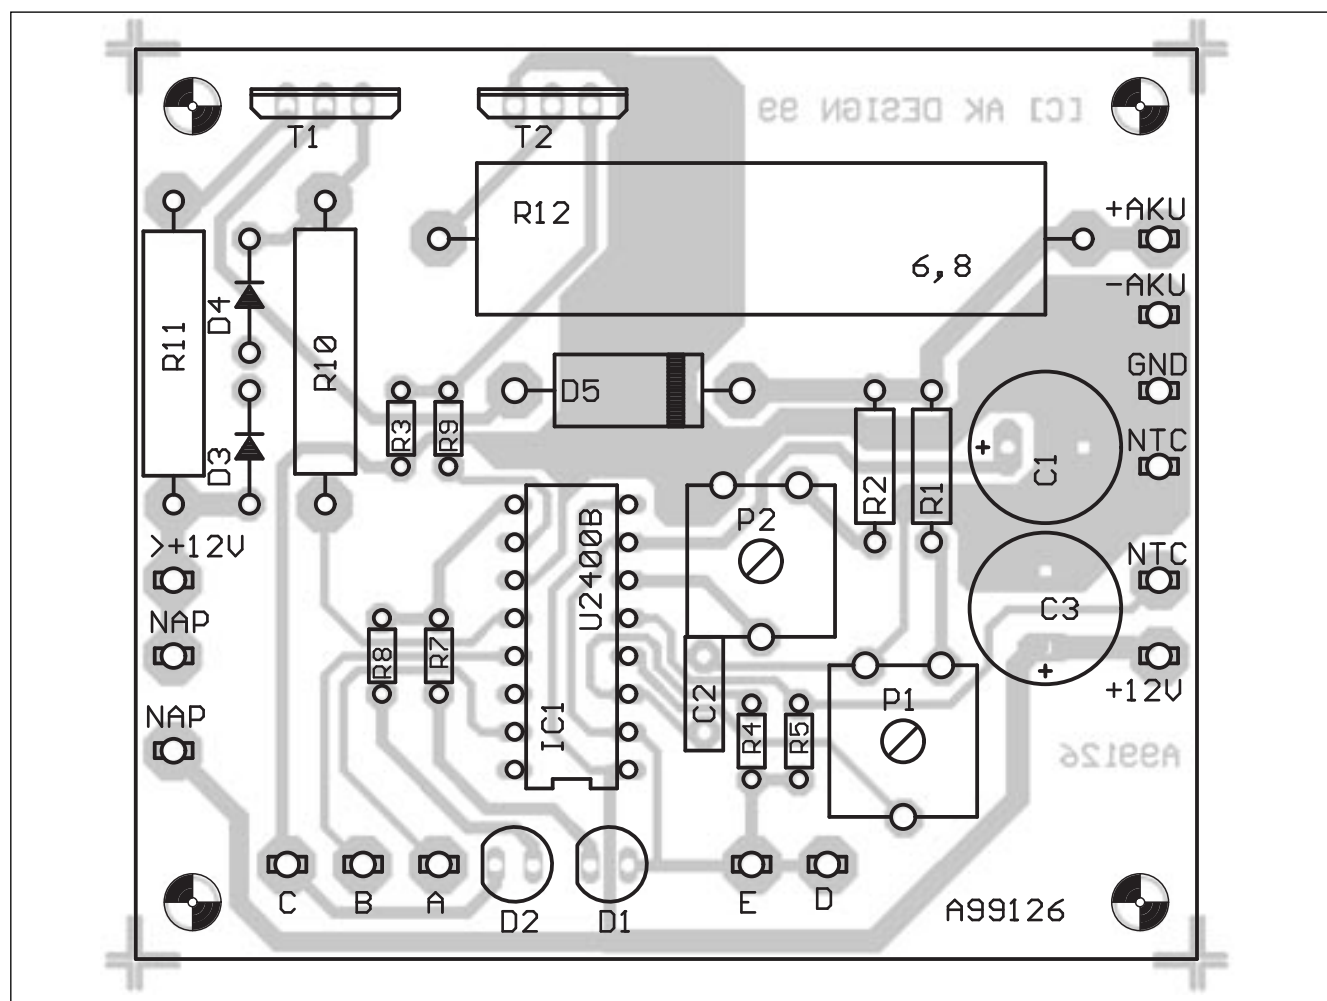 [C] AK DESIGN 99
T1
T2
R12
6,8
+AKU
-AKU
GND
NTC
NTC
+12V
R11
D4
D3
R10
R3
R9
D5
R2
R1
C1
C3
>+12V
NAP
NAP
U2400B
IC1
P2
R8
R7
C2
R4
R5
P1
A99126
C
B
A
D2
D1
E
D
A99126